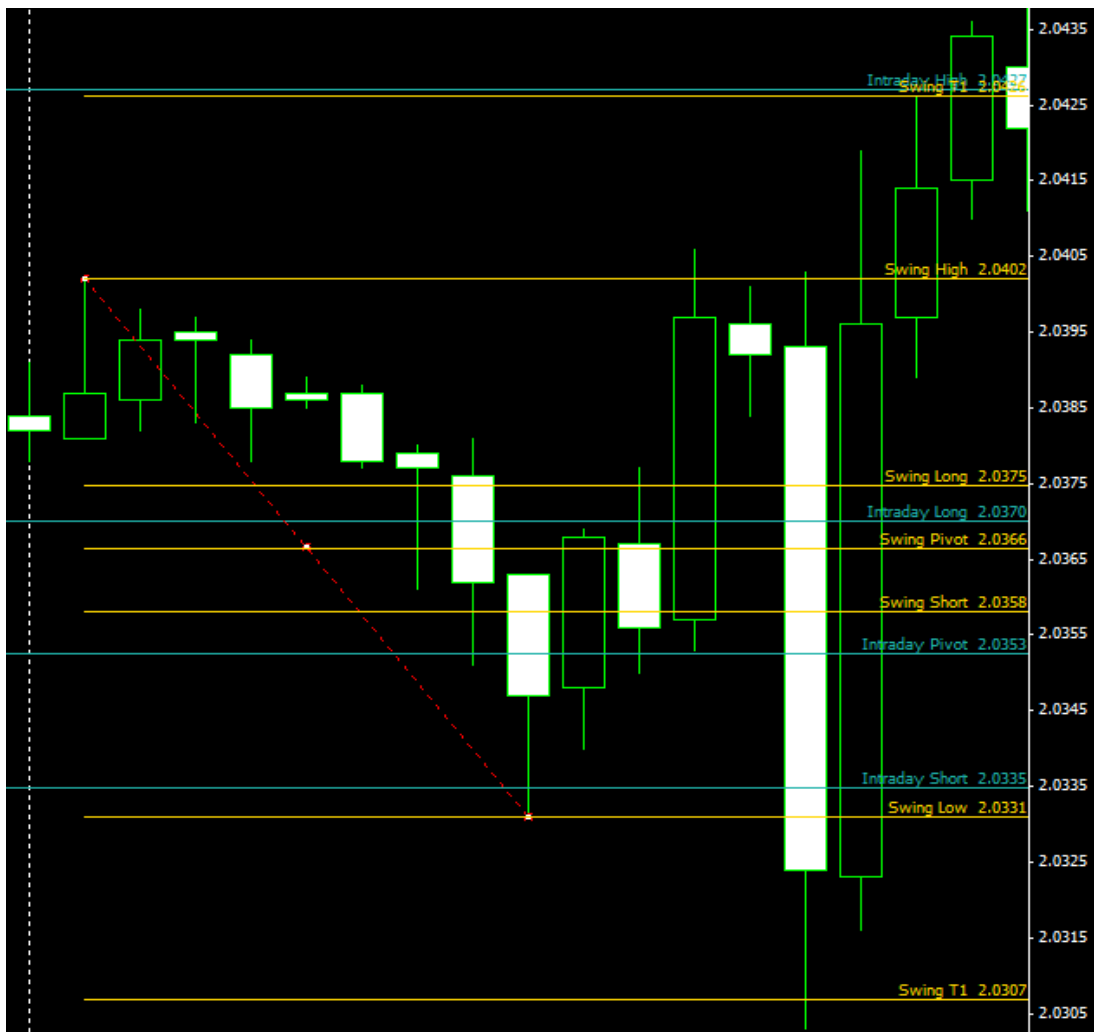 2.0435
Intraday High 2.0427
Swing T1 2.0426
2.0425
2.0415
2.0405
Swing High 2.0402
2.0395
2.0385
Swing Long 2.0375
2.0375
Intraday Long 2.0370
Swing Pivot 2.0366
2.0365
Swing Short 2.0358
2.0355
Intraday Pivot 2.0353
2.0345
Intraday Short 2.0335
2.0335
Swing Low 2.0331
2.0325
2.0315
Swing T1 2.0307
2.0305